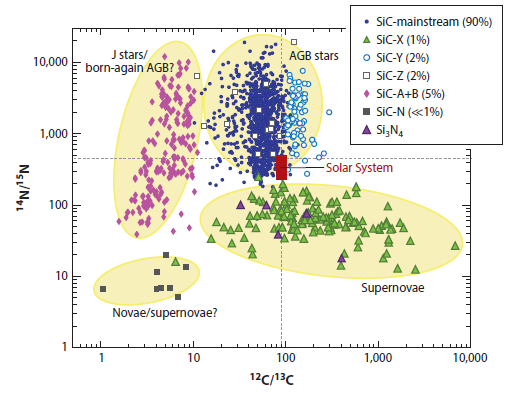 SiC-mainstream (90%)
SiC-X (1%)
SiC-Y (2%)
SiC-Z (2%)
SiC-A+B (5%)
SiC-N (<<1%)
Si3N4
J stars/
born-again AGB?
AGB stars
Solar System
Supernovae
Novae/supernovae?
14N/15N
10,000
1,000
100
10
1
1
10
100
1,000
10,000
12C/13C